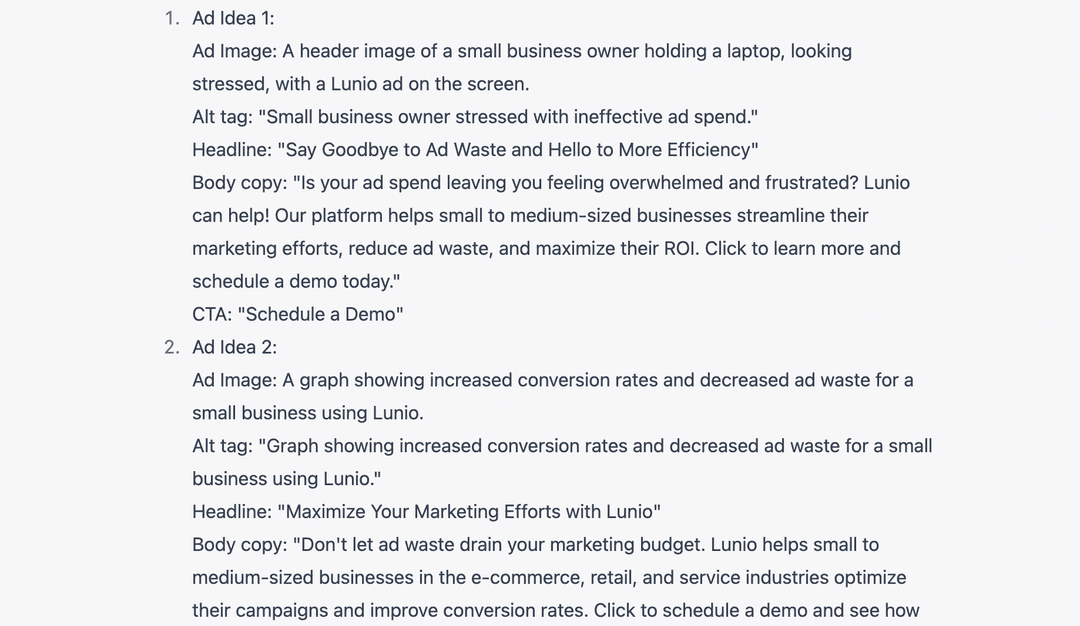 1. Ad Idea 1:
Ad Image: A header image of a small business owner holding a laptop, looking
stressed, with a Lunio ad on the screen.
Alt tag: "Small business owner stressed with ineffective ad spend."
Headline: "Say Goodbye to Ad Waste and Hello to More Efficiency"
Body copy: "Is your ad spend leaving you feeling overwhelmed and frustrated? Lunio
can help! Our platform helps small to medium-sized businesses streamline their
marketing efforts, reduce ad waste, and maximize their ROI. Click to learn more and
schedule a demo today."
CTA: "Schedule a Demo"
2. Ad Idea 2:
Ad Image: A graph showing increased conversion rates and decreased ad waste for a
small business using Lunio.
Alt tag: "Graph showing increased conversion rates and decreased ad waste for a small
business using Lunio."
Headline: "Maximize Your Marketing Efforts with Lunio"
Body copy: "Don't let ad waste drain your marketing budget. Lunio helps small to
medium-sized businesses in the e-commerce, retail, and service industries optimize
their campaigns and improve conversion rates. Click to schedule a demo and see how